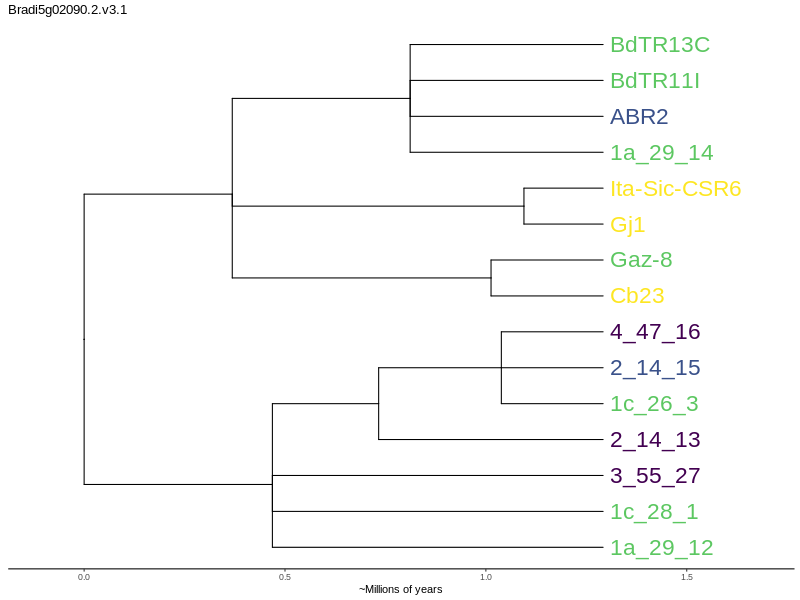 Bradi5g02090.2.v3.1
BdTR13C
BdTR11I
ABR2
1a_29_14
Ita-Sic-CSR6
Gj1
Gaz-8
Cb23
4_47_16
2_14_15
1c_26_3
2_14_13
3_55_27
1c_28_1
1a_29_12
0.0 0.5 1.0 1.5
~Millions of years